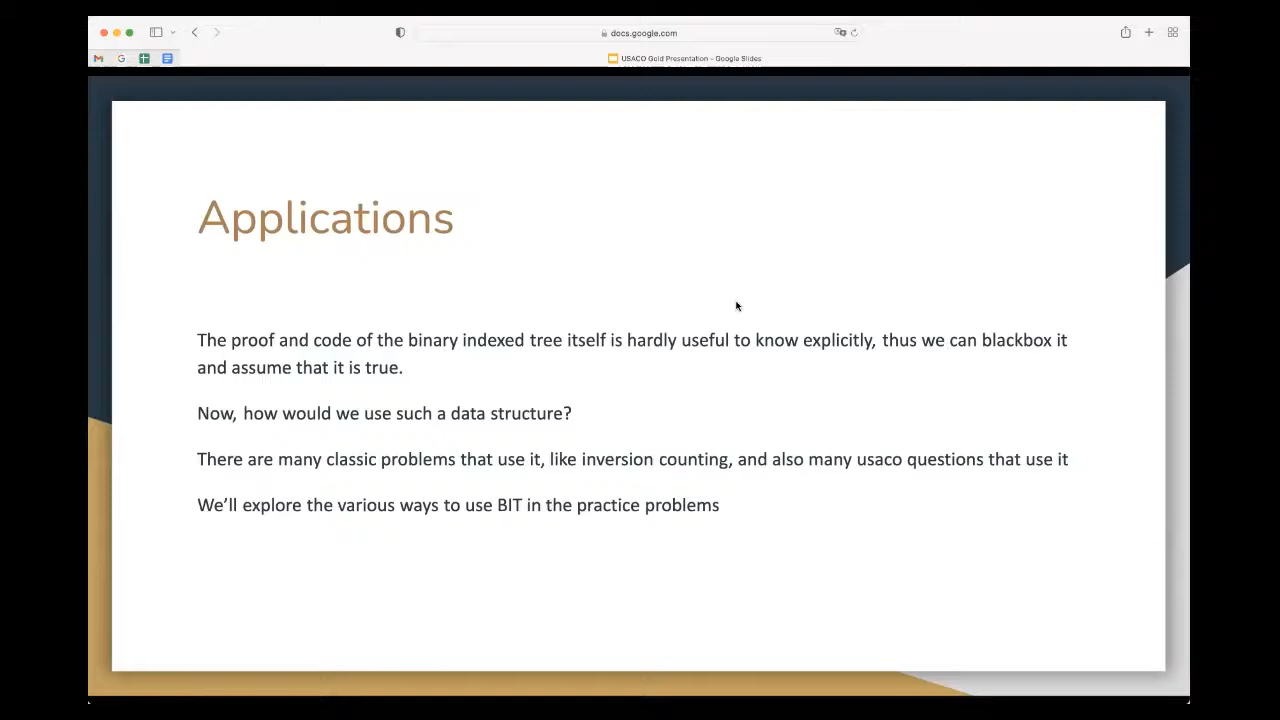 docs.google.com
USACO Gold Presentation - Google Slides
Applications
The proof and code of the binary indexed tree itself is hardly useful to know explicitly, thus we can blackbox it
and assume that it is true.
Now, how would we use such a data structure?
There are many classic problems that use it, like inversion counting, and also many usaco questions that use it
We’ll explore the various ways to use BIT in the practice problems